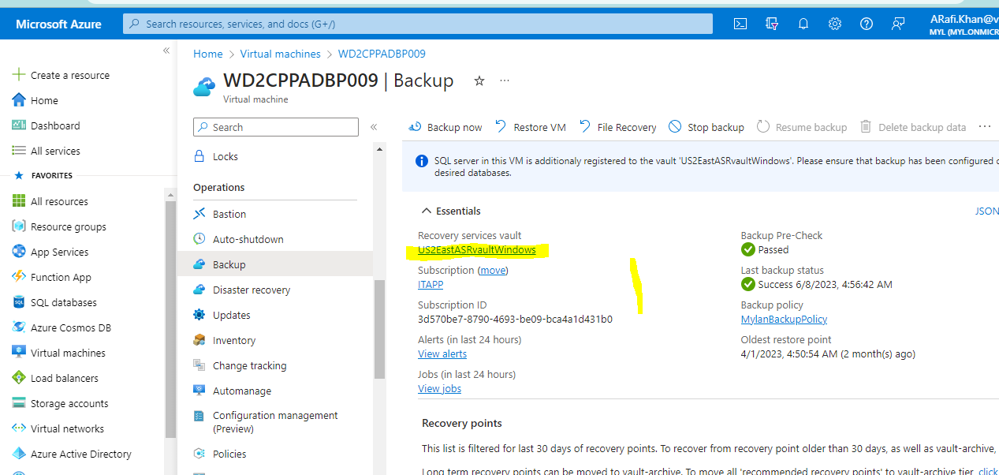 Microsoft Azure
Search resources, services, and docs (G+/)
ARafi.Khan@v
MYL (MYL.ONMICR
Create a resource
Home
Dashboard
All services
FAVORITES
All resources
Resource groups
App Services
Function App
SQL databases
Azure Cosmos DB
Virtual machines
Load balancers
Storage accounts
Virtual networks
Azure Active Directory
Home > Virtual machines > WD2CPPADBP009
WD2CPPADBP009 | Backup
Virtual machine
Search
Locks
Operations
Bastion
Auto-shutdown
Backup
Disaster recovery
Updates
Inventory
Change tracking
Automanage
Configuration management
(Preview)
Policies
Backup now Restore VM File Recovery Stop backup Resume backup Delete backup data
SQL server in this VM is additionaly registered to the vault 'US2EastASRvaultWindows'. Please ensure that backup has been configured
desired databases.
Essentials
JSON
Recovery services vault
US2EastASRvaultWindows
Subscription (move)
ITAPP
Subscription ID
3d570be7-8790-4693-be09-bca4a1d431b0
Alerts (in last 24 hours)
View alerts
Jobs (in last 24 hours)
View jobs
Backup Pre-Check
Passed
Last backup status
Success 6/8/2023, 4:56:42 AM
Backup policy
MylanBackupPolicy
Oldest restore point
4/1/2023, 4:50:54 AM (2 month(s) ago)
Recovery points
This list is filtered for last 30 days of recovery points. To recover from recovery point older than 30 days, as well as vault-archive,
Long term recovery points can be moved to vault-archive. To move all 'recommended recovery points' to vault-archive tier, click